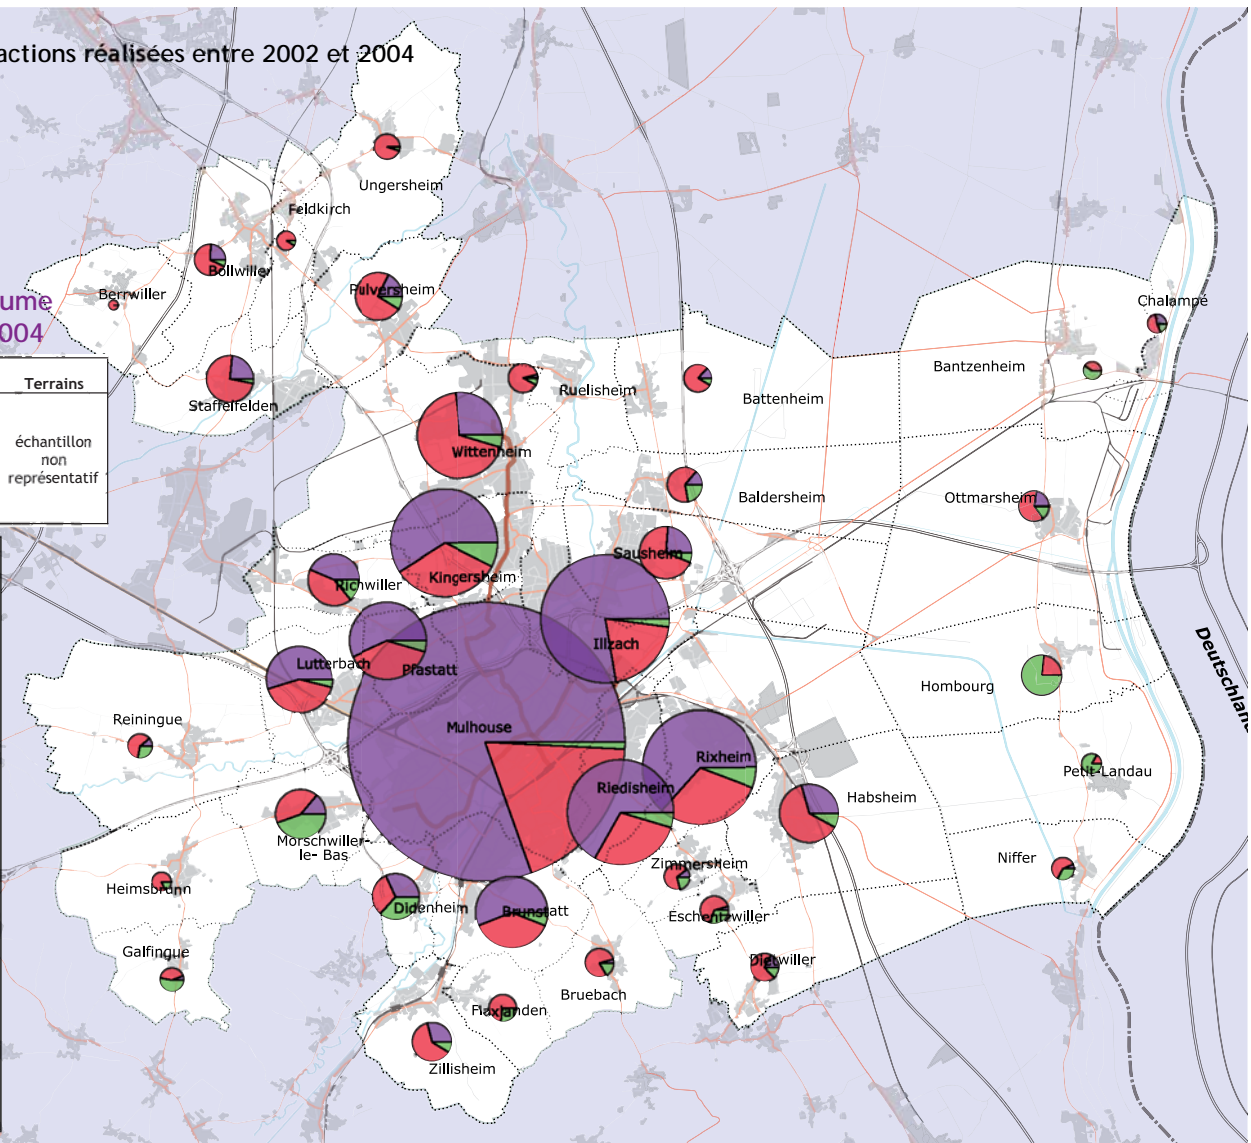 actions réalisées entre 2002 et 2004
Ungersheim
Feldkirch
Bollwiller
Berrwiller
Pulversheim
ume
004
Chalampé
Terrains
Bantzenheim
Ruelisheim
Battenheim
Staffelfelden
échantillon
non
représentatif
Wittenheim
Baldersheim
Ottmarsheim
Sausheim
Kingersheim
Richwiller
Deutschland
Illzach
Lutterbach
Pfastatt
Hombourg
Reiningue
Mulhouse
Rixheim
Petit-Landau
Riedisheim
Habsheim
Morschwiller-
le- Bas
Niffer
Zimmersheim
Heimsbrunn
Didenheim
Brunstatt
Eschentzwiller
Galfingue
Dietwiller
Bruebach
Flaxlanden
Zillisheim